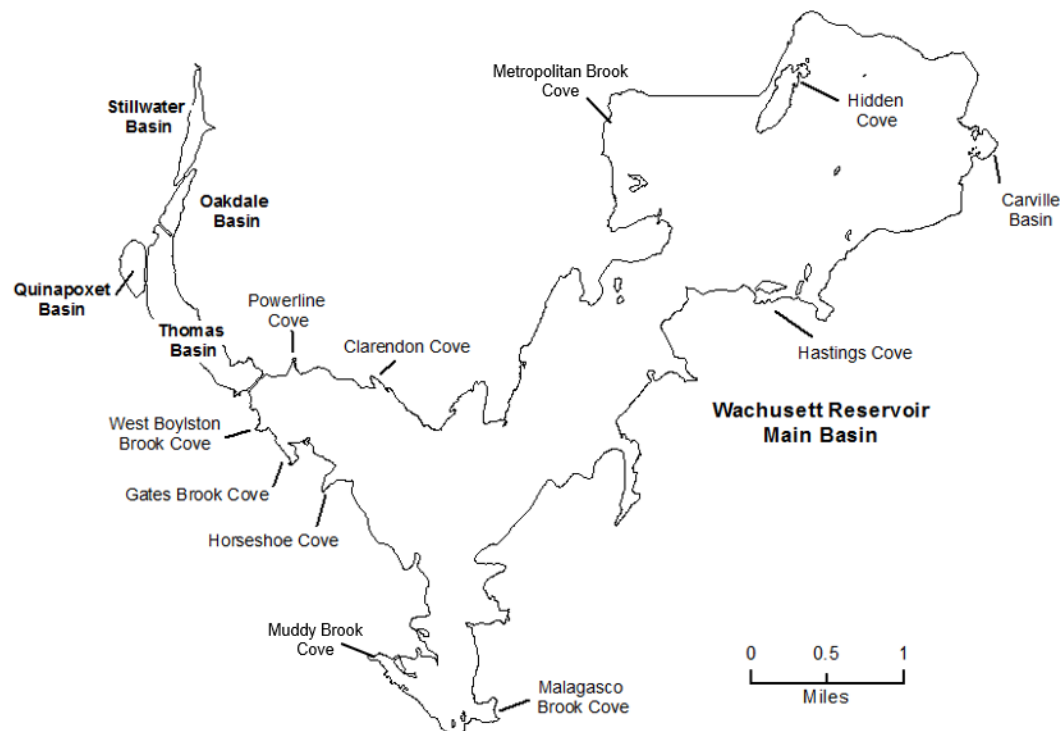 Metropolitan Brook
Cove
Hidden
Cove
Stillwater
Basin
Carville
Basin
Oakdale
Basin
Quinapoxet
Basin
Powerline
Cove
Thomas
Basin
Clarendon Cove
Hastings Cove
Wachusett Reservoir
Main Basin
West Boylston
Brook Cove
Gates Brook Cove
Horseshoe Cove
Muddy Brook
Cove
Malagasco
Brook Cove
0 0.5 1
Miles